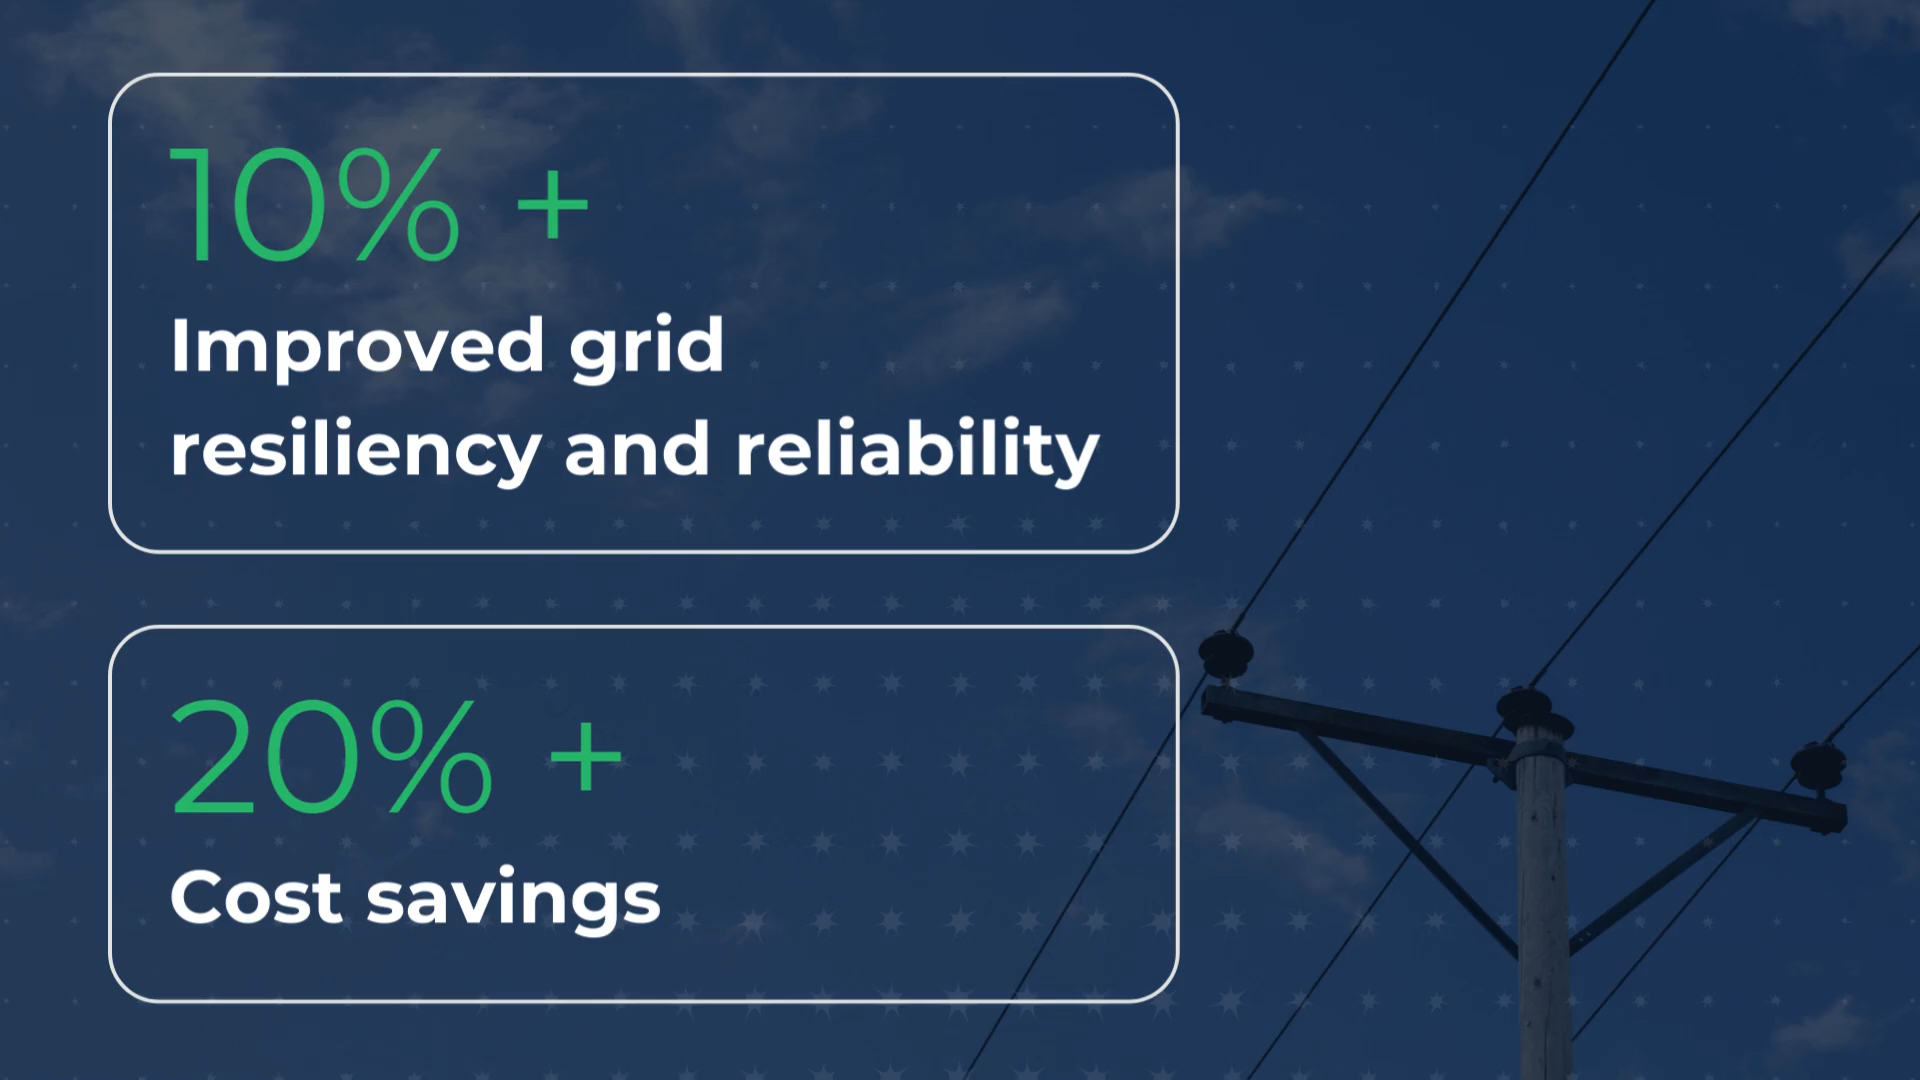 10% +
Improved grid
resiliency and reliability
20% +
Cost savings